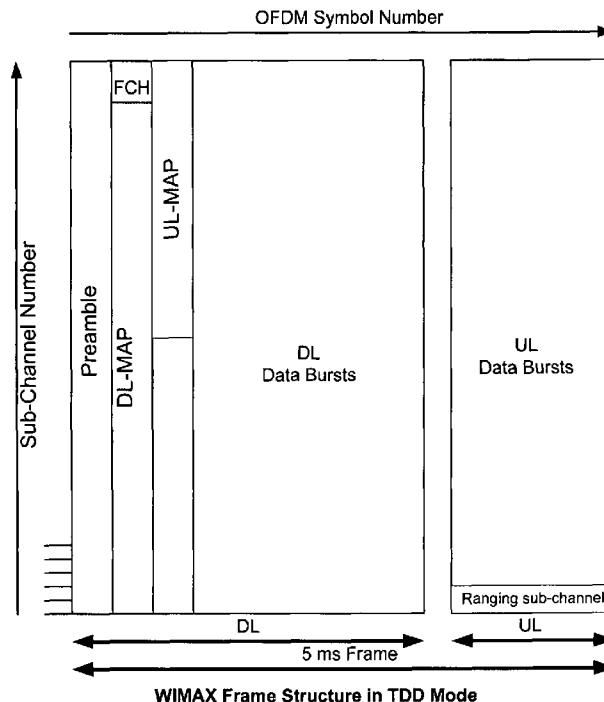 OFDM Symbol Number
FCH
Sub-Channel Number
Preamble
DL-MAP
UL-MAP
DL
Data Bursts
UL
Data Bursts
Ranging sub-channel
DL
UL
5 ms Frame
WIMAX Frame Structure in TDD Mode